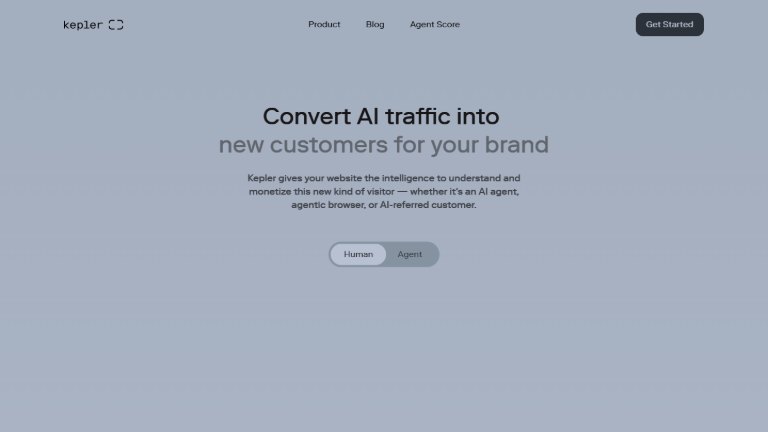 kepler
Product
Blog
Agent Score
Get Started
Convert AI traffic into
new customers for your brand
Kepler gives your website the intelligence to understand and
monetize this new kind of visitor — whether it's an AI agent,
agentic browser, or AI-referred customer.
Human
Agent